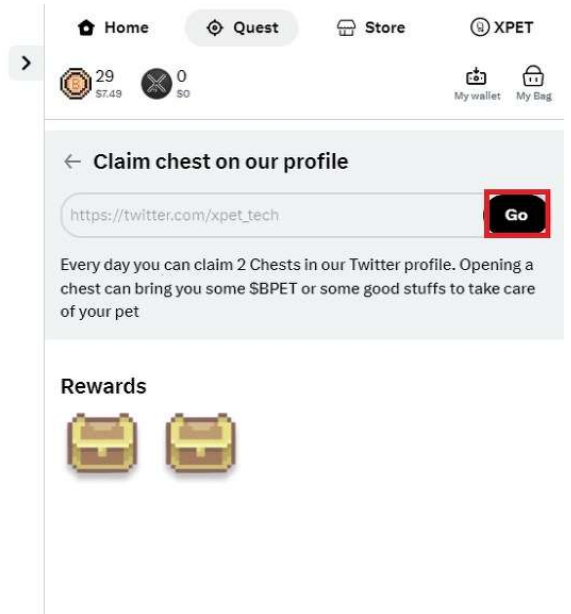 Home Quest Store XPET
29 0
$7.49 $0
My wallet My Bag
← Claim chest on our profile
https://twitter.com/xpet_tech Go
Every day you can claim 2 Chests in our Twitter profile. Opening a
chest can bring you some $BPET or some good stuffs to take care
of your pet
Rewards